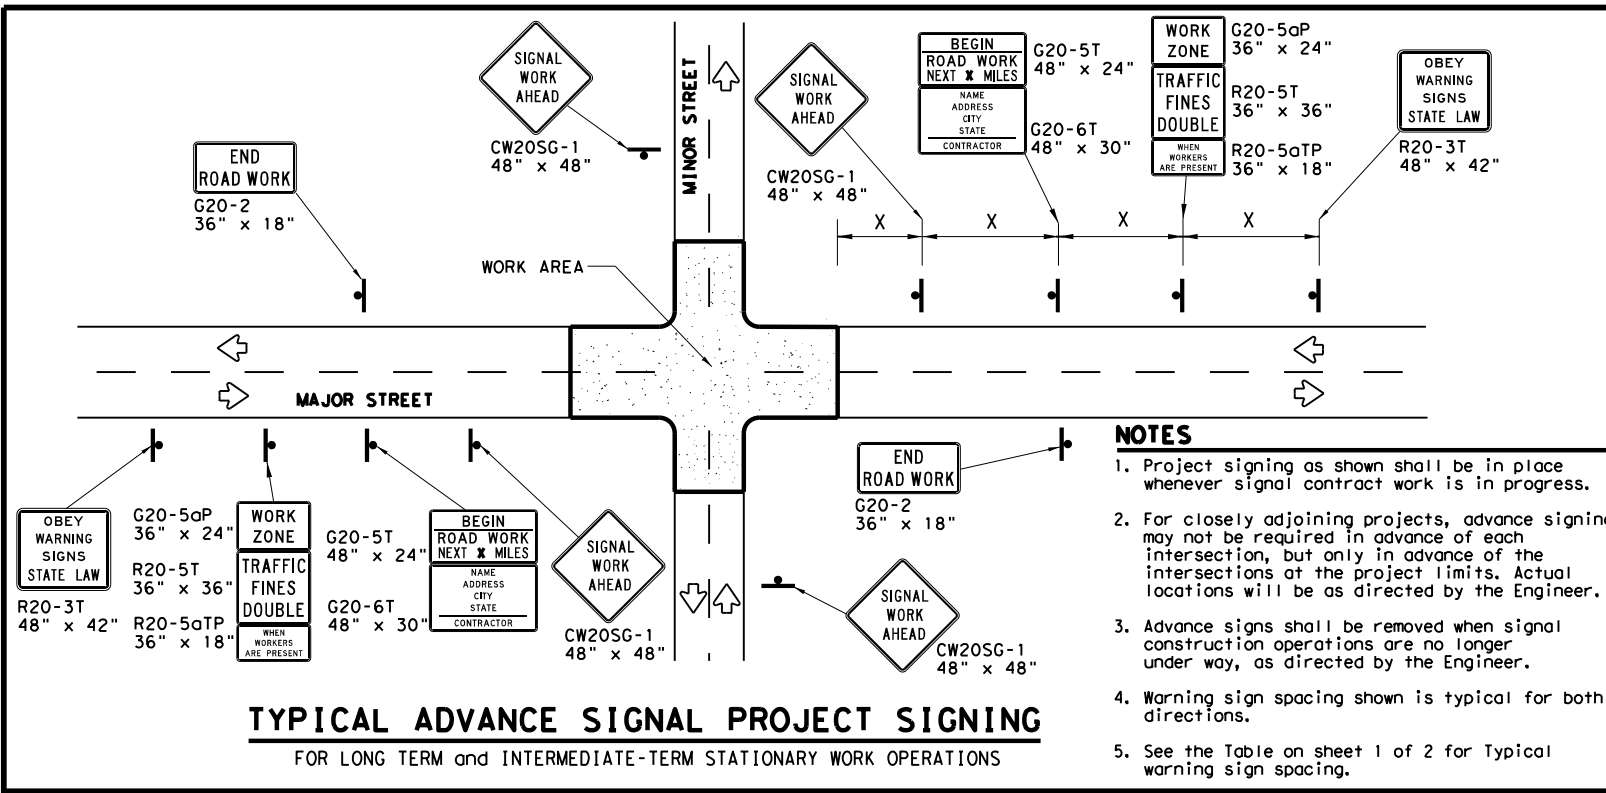 SIGNAL
WORK
AHEAD
CW20SG-1
48" x 48"
END
ROAD WORK
G20-2
36" x 18"
MINOR STREET
SIGNAL
WORK
AHEAD
CW20SG-1
48" x 48"
BEGIN
ROAD WORK
NEXT X MILES
G20-5T
48" x 24"
NAME
ADDRESS
CITY
STATE
CONTRACTOR
G20-6T
48" x 30"
WORK
ZONE
G20-5aP
36" x 24"
TRAFFIC
FINES
DOUBLE
R20-5T
36" x 36"
WHEN
WORKERS
ARE PRESENT
R20-5aTP
36" x 18"
OBEY
WARNING
SIGNS
STATE LAW
R20-3T
48" x 42"
X
X
X
X
WORK AREA
MAJOR STREET
OBEY
WARNING
SIGNS
STATE LAW
R20-3T
48" x 42"
G20-5aP
36" x 24"
WORK
ZONE
R20-5T
36" x 36"
TRAFFIC
FINES
DOUBLE
R20-5aTP
36" x 18"
WHEN
WORKERS
ARE PRESENT
G20-5T
48" x 24"
BEGIN
ROAD WORK
NEXT X MILES
G20-6T
48" x 30"
NAME
ADDRESS
CITY
STATE
CONTRACTOR
SIGNAL
WORK
AHEAD
CW20SG-1
48" x 48"
END
ROAD WORK
G20-2
36" x 18"
SIGNAL
WORK
AHEAD
CW20SG-1
48" x 48"
TYPICAL ADVANCE SIGNAL PROJECT SIGNING
FOR LONG TERM and INTERMEDIATE-TERM STATIONARY WORK OPERATIONS
NOTES
1. Project signing as shown shall be in place
whenever signal contract work is in progress.
2. For closely adjoining projects, advance signing
may not be required in advance of each
intersection, but only in advance of the
intersections at the project limits. Actual
locations will be as directed by the Engineer.
3. Advance signs shall be removed when signal
construction operations are no longer
under way, as directed by the Engineer.
4. Warning sign spacing shown is typical for both
directions.
5. See the Table on sheet 1 of 2 for Typical
warning sign spacing.